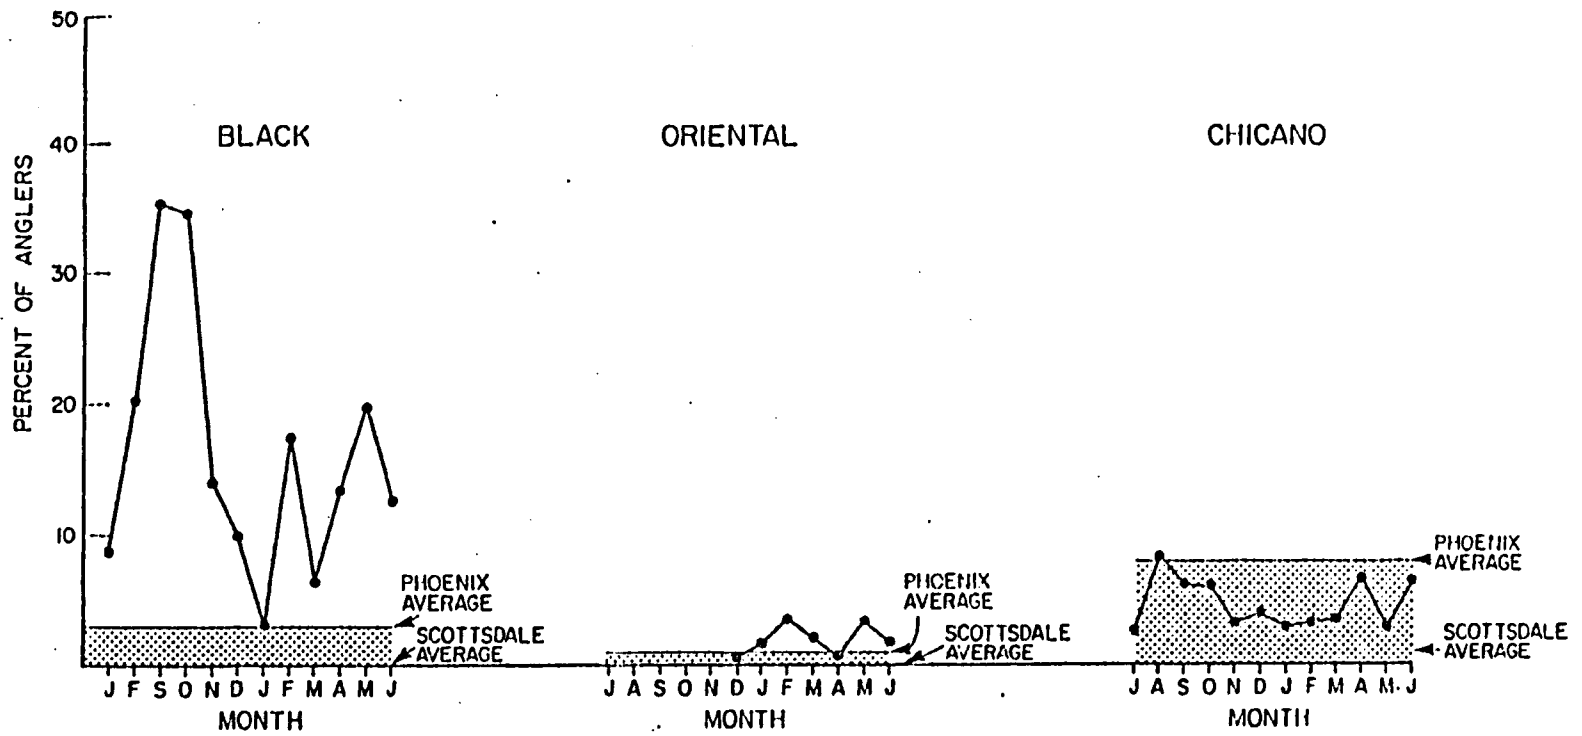 50
40
30
20
10
PERCENT OF ANGLERS
BLACK
PHOENIX
AVERAGE
SCOTTSDALE
AVERAGE
J F S O N D J F M A M J
MONTH
ORIENTAL
PHOENIX
AVERAGE
SCOTTSDALE
AVERAGE
J A S O N D J F M A M J
MONTH
CHICANO
PHOENIX
AVERAGE
SCOTTSDALE
AVERAGE
J A S O N D J F M A M J
MONTH